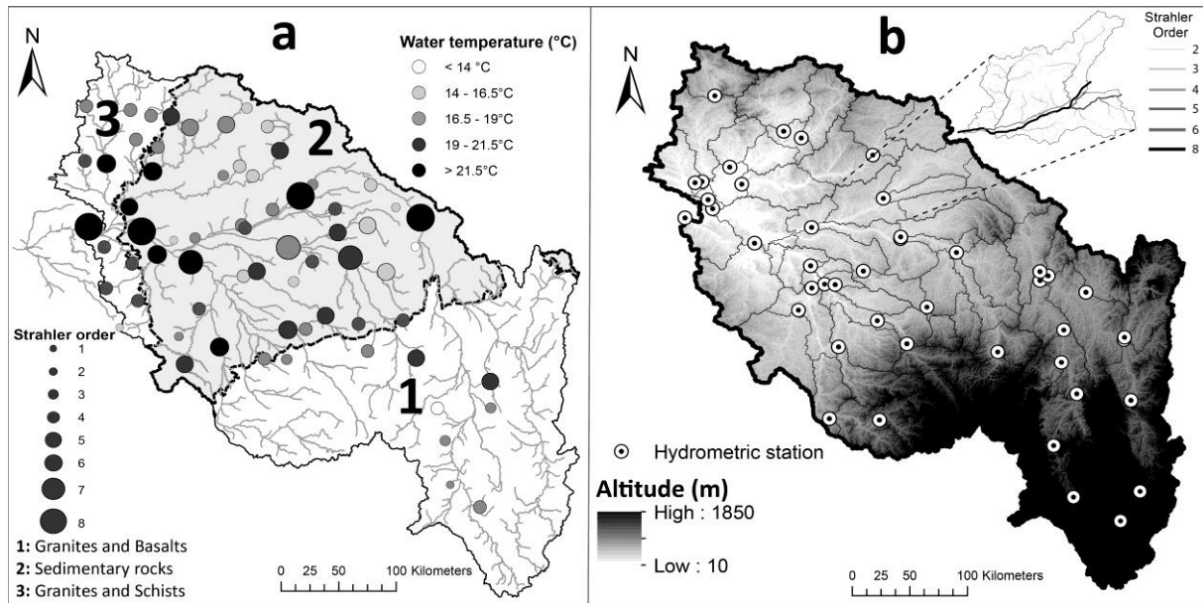 a
N
Water temperature (°C)
< 14 °C
14 - 16.5°C
16.5 - 19°C
19 - 21.5°C
> 21.5°C
3
2
1
Strahler order
1
2
3
4
5
6
7
8
1: Granites and Basalts
2: Sedimentary rocks
3: Granites and Schists
0 25 50 100 Kilometers
b
N
Strahler
Order
2
3
4
5
6
8
Hydrometric station
Altitude (m)
High : 1850
Low : 10
0 25 50 100 Kilometers